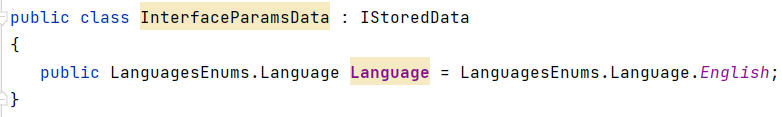 public class InterfaceParamsData : IStoredData
{
public LanguagesEnums.Language Language = LanguagesEnums.Language.English;
}